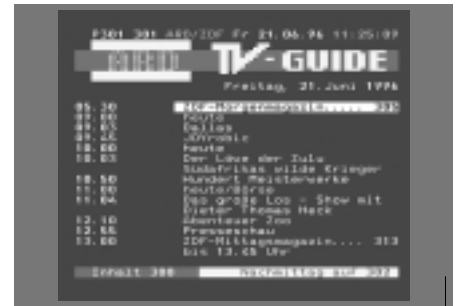 P301 301 ARD/ZDF Fr 21.06.96 11:25:09
ARD TV-GUIDE
Freitag, 21.Juni 1996
05.30 ZDF-Morgenmagazin..... 303
09.00 heute
09.03 Dallas
09.45 JOYrobic
10.00 heute
10.03 Der Löwe der Zulu
Südafrikas wilde Krieger
10.50 Hundert Meisterwerke
11.00 heute/Börse
11.04 Das große Los - Show mit
Dieter Thomas Heck
12.10 Abenteuer Zoo
12.55 Presseschau
13.00 ZDF-Mittagsmagazin.... 313
bis 13.45 Uhr
Inhalt 300 Nachmittag auf 302